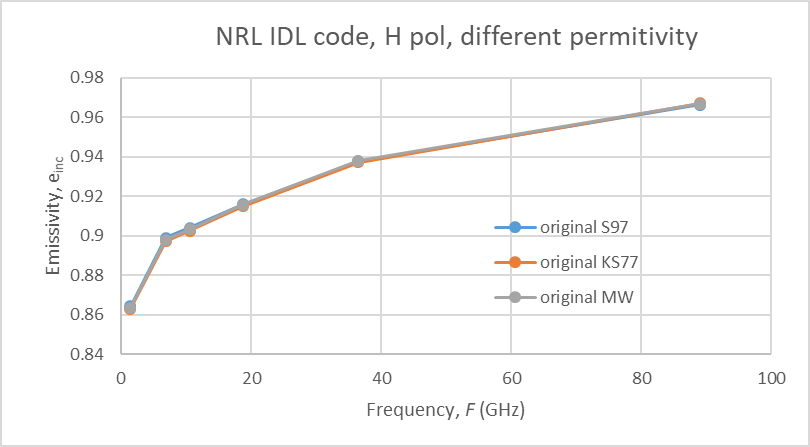 NRL IDL code, H pol, different permitivity
0.98
0.96
0.94
0.92
0.9
0.88
0.86
0.84
Emissivity, einc
original S97
original KS77
original MW
0 20 40 60 80 100
Frequency, F (GHz)